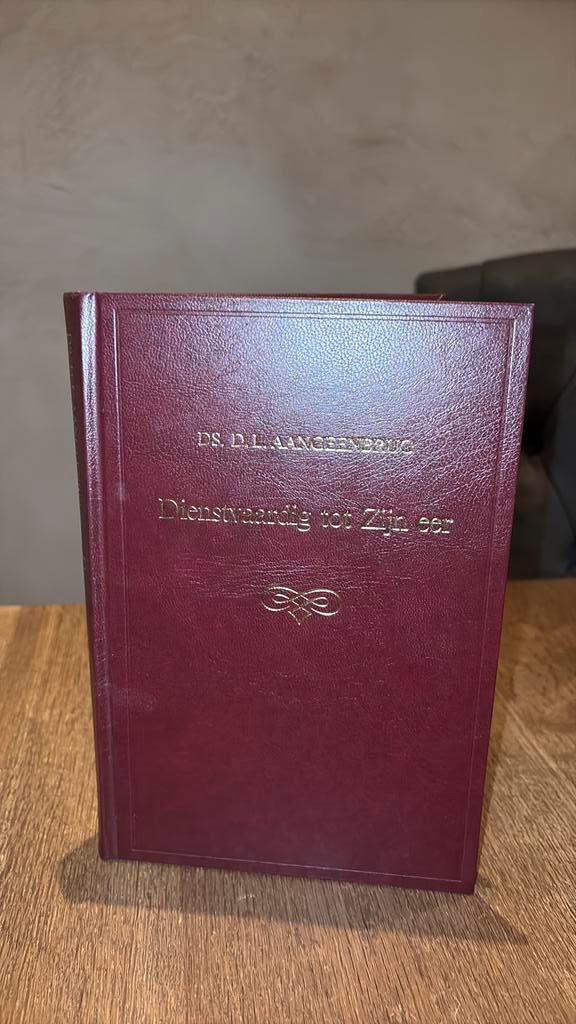 DS. D.L. AANGEENBRUG
Dienstvaardig tot Zijn eer